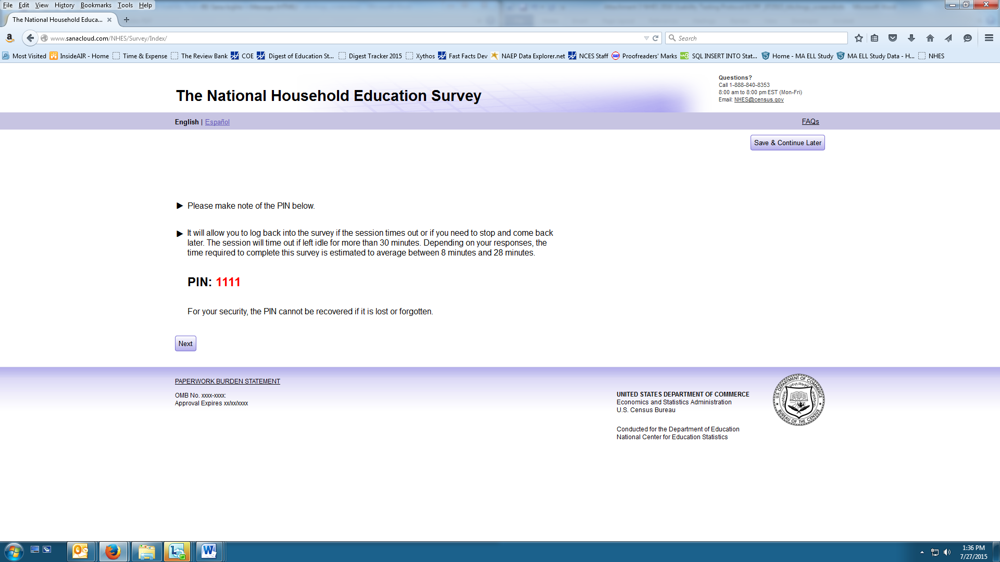 File Edit View History Bookmarks Tools Help
The National Household Educa...
www.sanacloud.com/NHES/Survey/Index/
Search
Most Visited InsideAIR - Home Time & Expense The Review Bank COE Digest of Education St... Digest Tracker 2015 Xythos Fast Facts Dev NAEP Data Explorer.net NCES Staff Proofreaders' Marks SQL INSERT INTO Stat... Home - MA ELL Study MA ELL Study Data - H... NHES
The National Household Education Survey
Questions?
Call 1-888-840-8353
8:00 am to 8:00 pm EST (Mon-Fri)
Email: NHES@census.gov
English | Español
FAQs
Save & Continue Later
Please make note of the PIN below.
It will allow you to log back into the survey if the session times out or if you need to stop and come back
later. The session will time out if left idle for more than 30 minutes. Depending on your responses, the
time required to complete this survey is estimated to average between 8 minutes and 28 minutes.
PIN: 1111
For your security, the PIN cannot be recovered if it is lost or forgotten.
Next
PAPERWORK BURDEN STATEMENT
OMB No. xxxx-xxxx:
Approval Expires xx/xx/xxxx
UNITED STATES DEPARTMENT OF COMMERCE
Economics and Statistics Administration
U.S. Census Bureau
Conducted for the Department of Education
National Center for Education Statistics
U.S. DEPARTMENT OF COMMERCE
BUREAU OF THE CENSUS
1:36 PM
7/27/2015